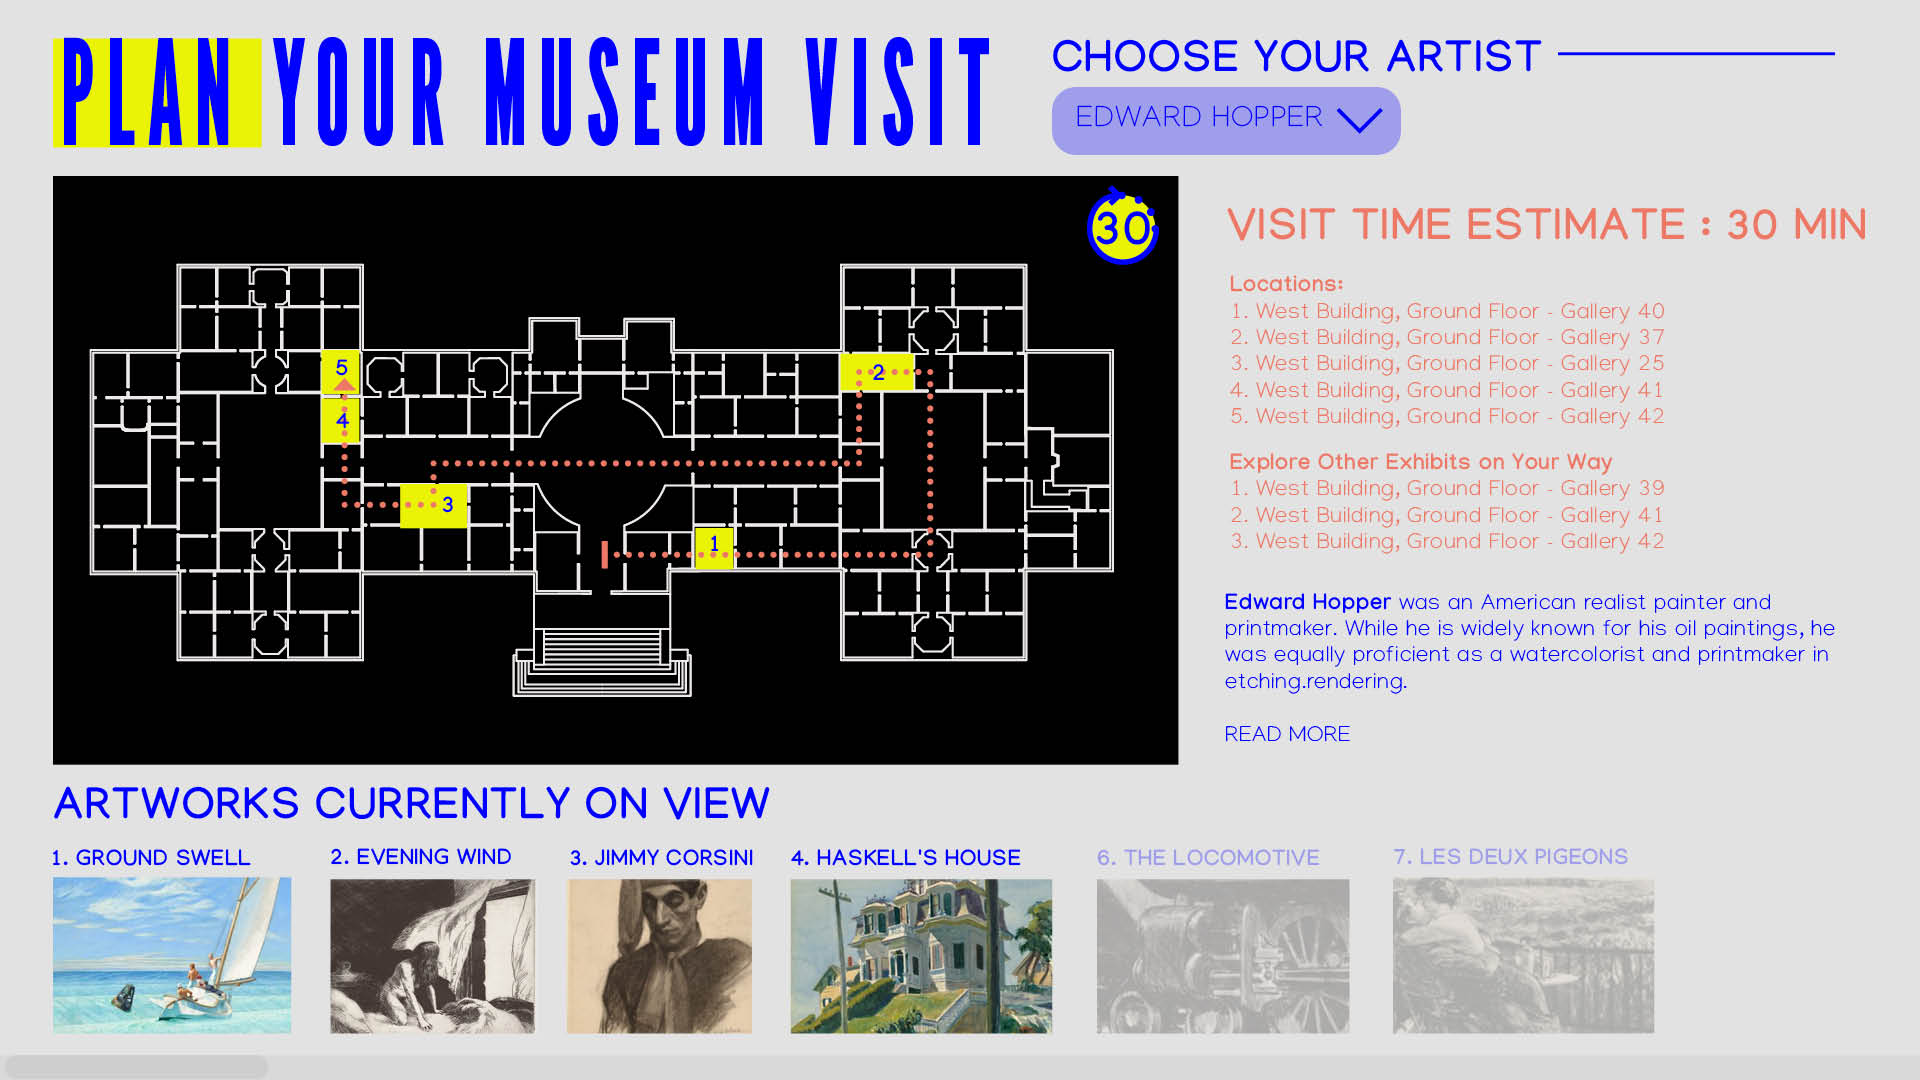 PLAN YOUR MUSEUM VISIT
CHOOSE YOUR ARTIST
EDWARD HOPPER
30
5
4
3
2
1
VISIT TIME ESTIMATE : 30 MIN
Locations:
1. West Building, Ground Floor - Gallery 40
2. West Building, Ground Floor - Gallery 37
3. West Building, Ground Floor - Gallery 25
4. West Building, Ground Floor - Gallery 41
5. West Building, Ground Floor - Gallery 42
Explore Other Exhibits on Your Way
1. West Building, Ground Floor - Gallery 39
2. West Building, Ground Floor - Gallery 41
3. West Building, Ground Floor - Gallery 42
Edward Hopper was an American realist painter and
printmaker. While he is widely known for his oil paintings, he
was equally proficient as a watercolorist and printmaker in
etching.rendering.
READ MORE
ARTWORKS CURRENTLY ON VIEW
1. GROUND SWELL
2. EVENING WIND
3. JIMMY CORSINI
4. HASKELL'S HOUSE
6. THE LOCOMOTIVE
7. LES DEUX PIGEONS